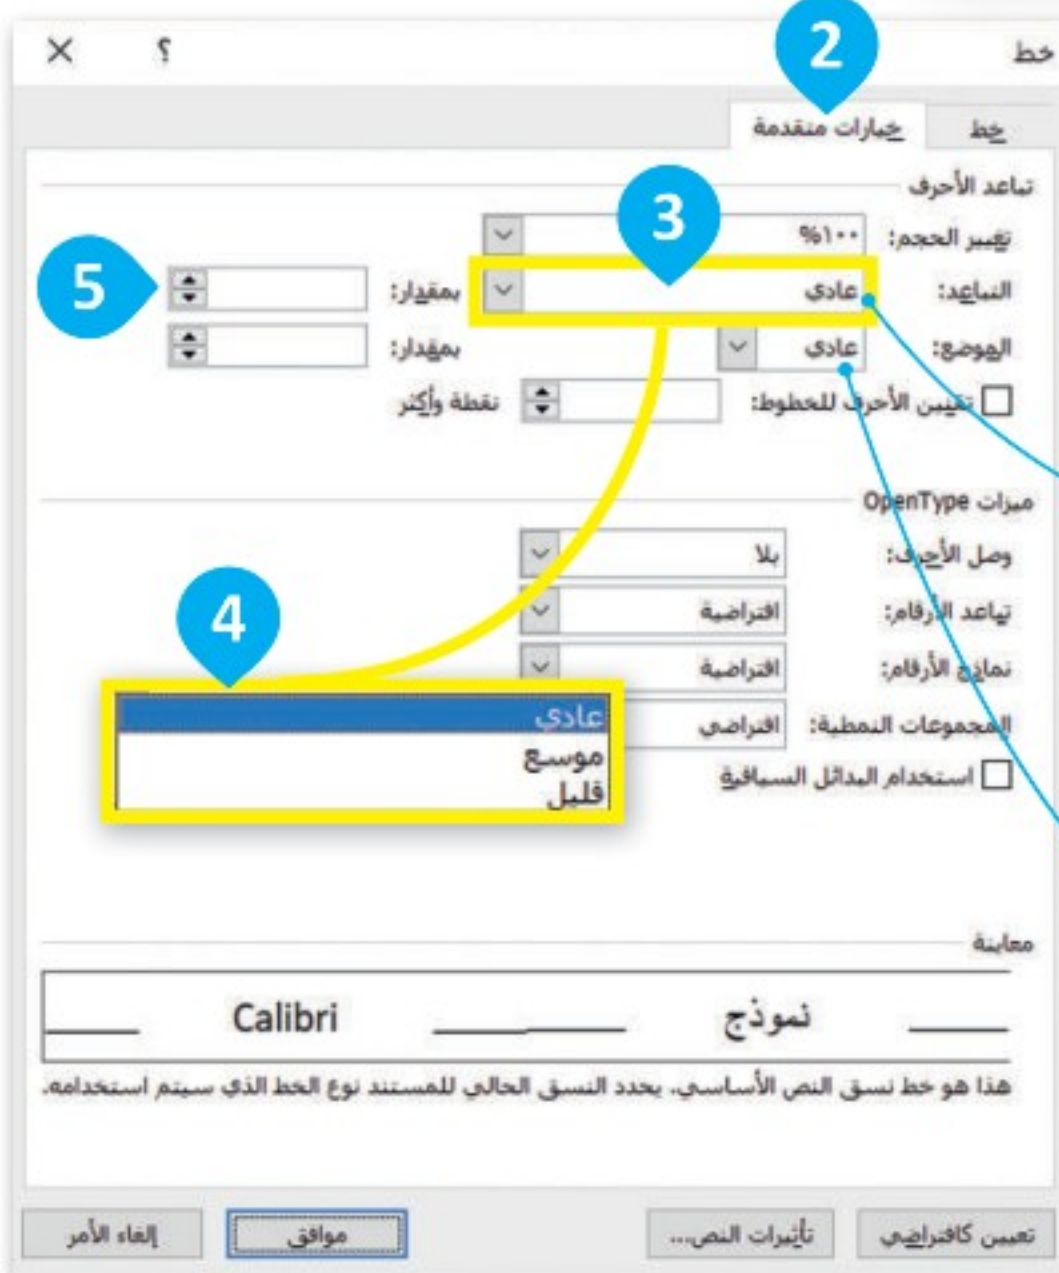 2
خط
؟
خط
خيارات متقدمة
تباعد الأحرف
تغيير الحجم: ١٠٠%
3
التباعد: عادي بمقدار: 5
الموضع: عادي بمقدار:
تقنين الأحرف للخطوط: نقطة وأكثر
ميزات OpenType
وصل الأحرف: بلا
تباعد الأرقام: افتراضية
4
نماذج الأرقام: افتراضية
المجموعات النمطية: افتراضي
عادي
موسع
قليل
استخدام البدائل السياقية
معاينة
نموذج Calibri
هذا هو خط نسق النص الأساسي. يحدد النسق الحالي للمستند نوع الخط الذي سيتم استخدامه.
تعيين كافتراضي
تأثيرات النص...
موافق
إلغاء الأمر